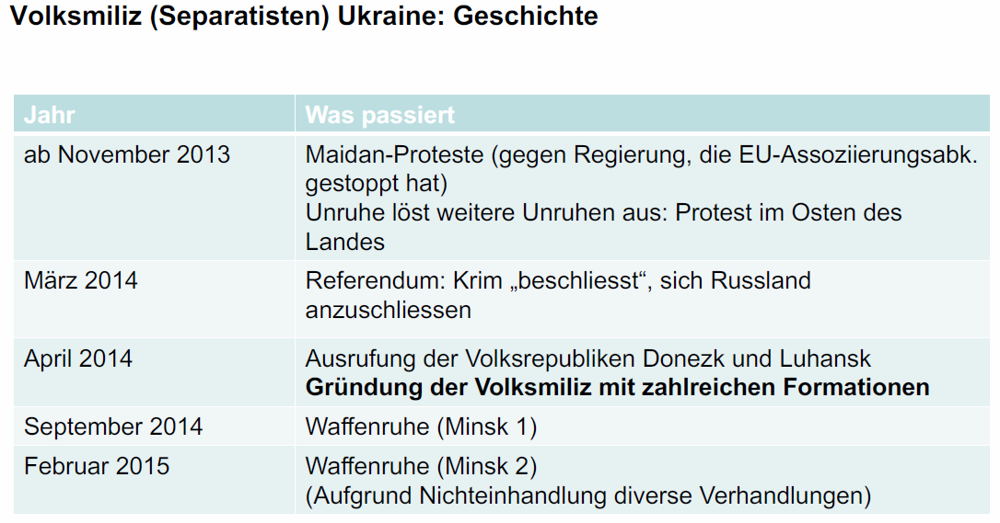 Volksmiliz (Separatisten) Ukraine: Geschichte
Jahr
Was passiert
ab November 2013
Maidan-Proteste (gegen Regierung, die EU-Assoziierungsabk.
gestoppt hat)
Unruhe löst weitere Unruhen aus: Protest im Osten des
Landes
März 2014
Referendum: Krim „beschliesst“, sich Russland
anzuschliessen
April 2014
Ausrufung der Volksrepubliken Donezk und Luhansk
Gründung der Volksmiliz mit zahlreichen Formationen
September 2014
Waffenruhe (Minsk 1)
Februar 2015
Waffenruhe (Minsk 2)
(Aufgrund Nichteinhandlung diverse Verhandlungen)